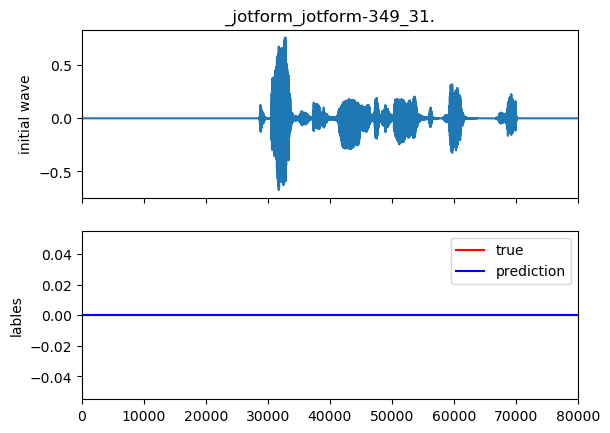 _jotform_jotform-349_31.
initial wave
0.5
0.0
−0.5
lables
0.04
0.02
0.00
−0.02
−0.04
true
prediction
0 10000 20000 30000 40000 50000 60000 70000 80000